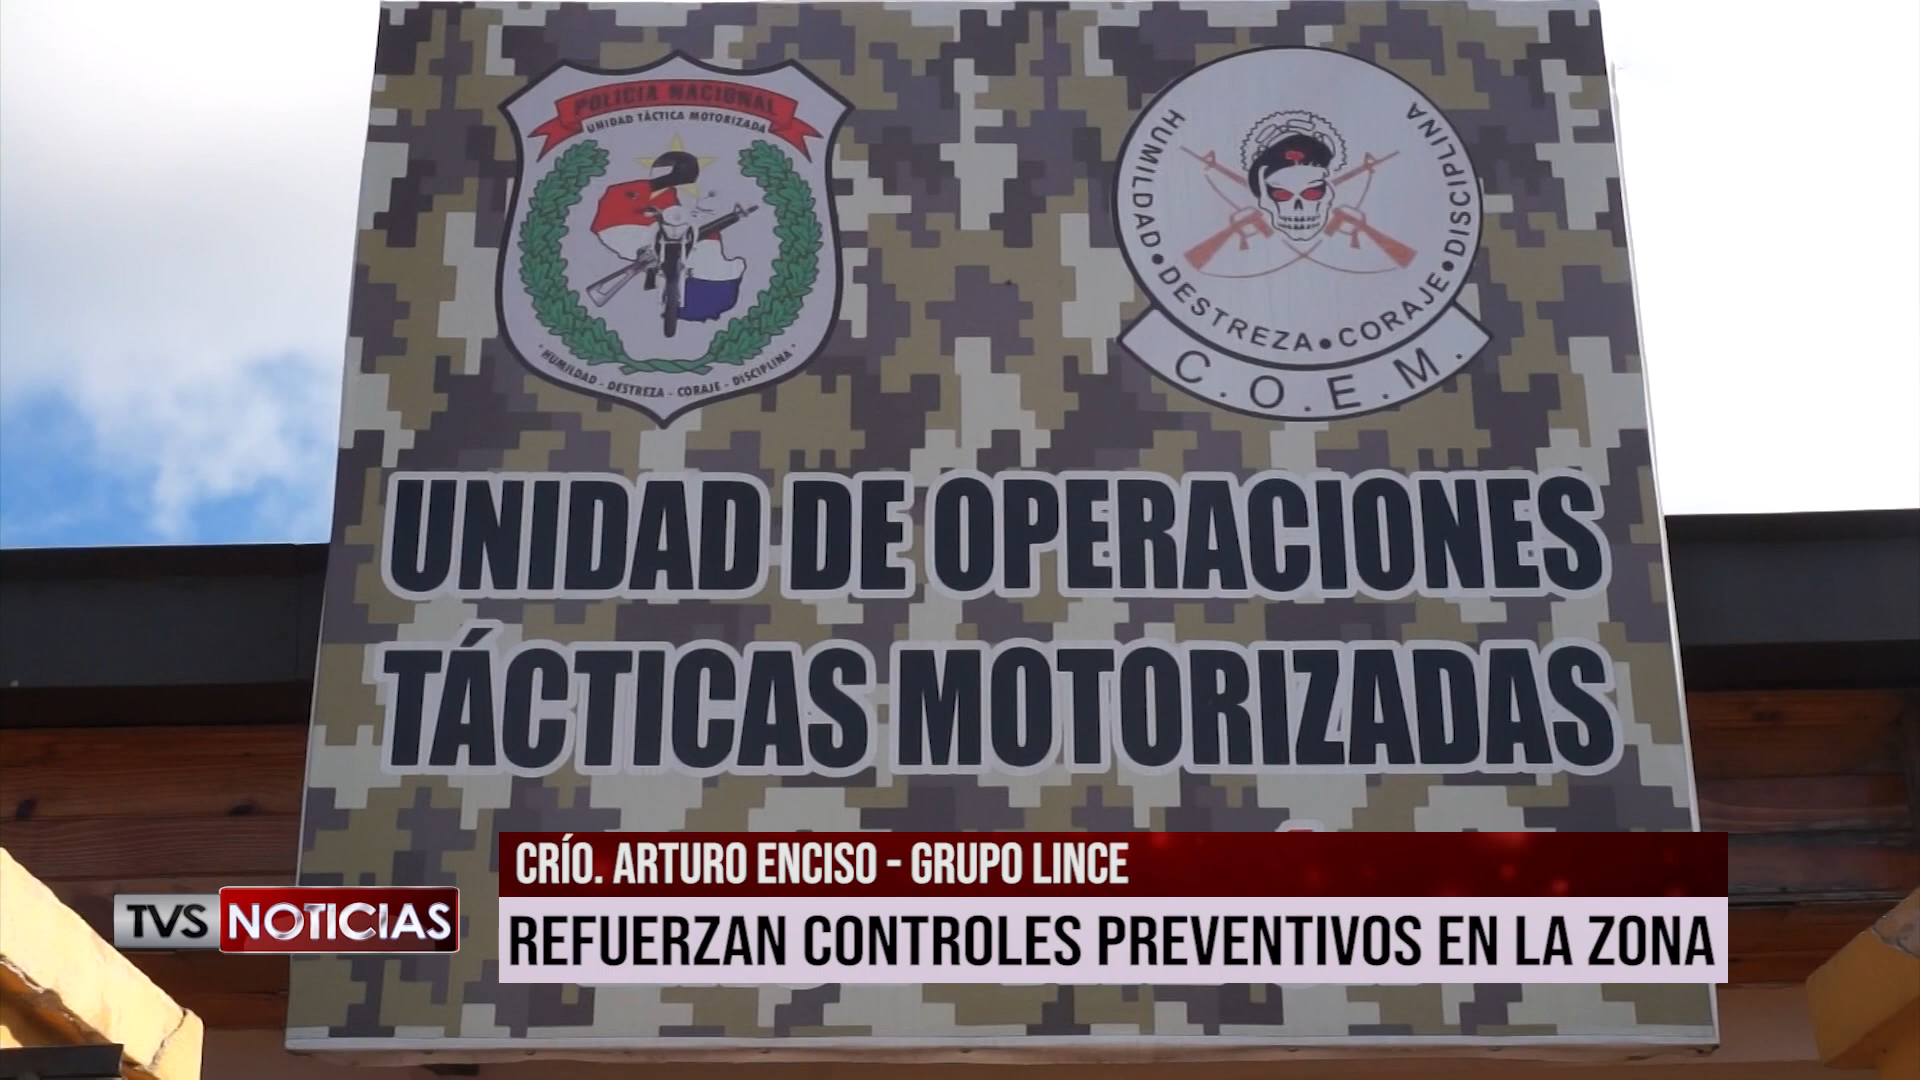 POLICIA NACIONAL
UNIDAD TÁCTICA MOTORIZADA
· HUMILDAD - DESTREZA - CORAJE - DISCIPLINA ·
HUMILDAD • DESTREZA • CORAJE • DISCIPLINA
C.O.E.M.
UNIDAD DE OPERACIONES
TÁCTICAS MOTORIZADAS
CRÍO. ARTURO ENCISO - GRUPO LINCE
TVS NOTICIAS
REFUERZAN CONTROLES PREVENTIVOS EN LA ZONA